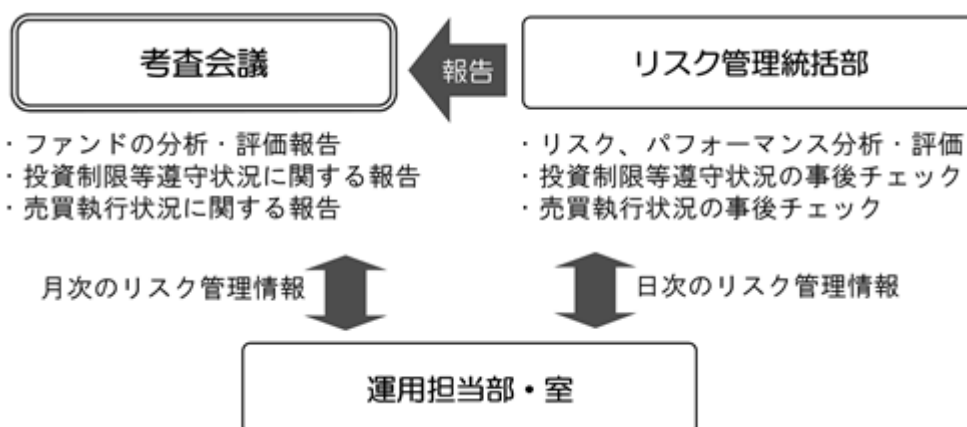 考査会議
報告
リスク管理統括部
・ファンドの分析・評価報告
・投資制限等遵守状況に関する報告
・売買執行状況に関する報告
・リスク、パフォーマンス分析・評価
・投資制限等遵守状況の事後チェック
・売買執行状況の事後チェック
月次のリスク管理情報
日次のリスク管理情報
運用担当部・室